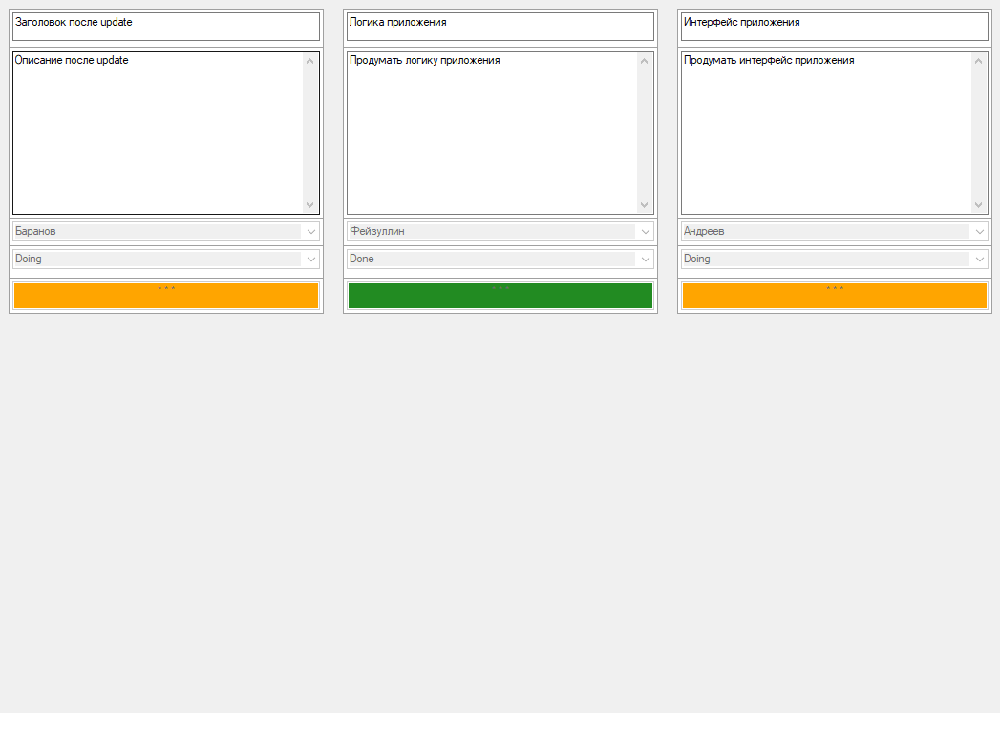 Заголовок после update
Описание после update
Баранов
Doing
...
Логика приложения
Продумать логику приложения
Фейзуллин
Done
...
Интерфейс приложения
Продумать интерфейс приложения
Андреев
Doing
...